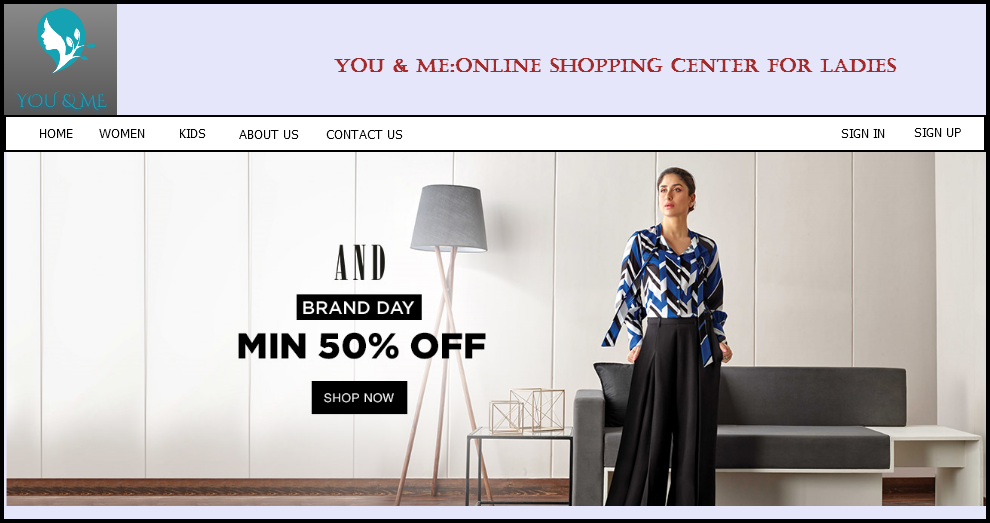 YOU & ME
YOU & ME:ONLINE SHOPPING CENTER FOR LADIES
HOME WOMEN KIDS ABOUT US CONTACT US SIGN IN SIGN UP
AND
BRAND DAY
MIN 50% OFF
SHOP NOW